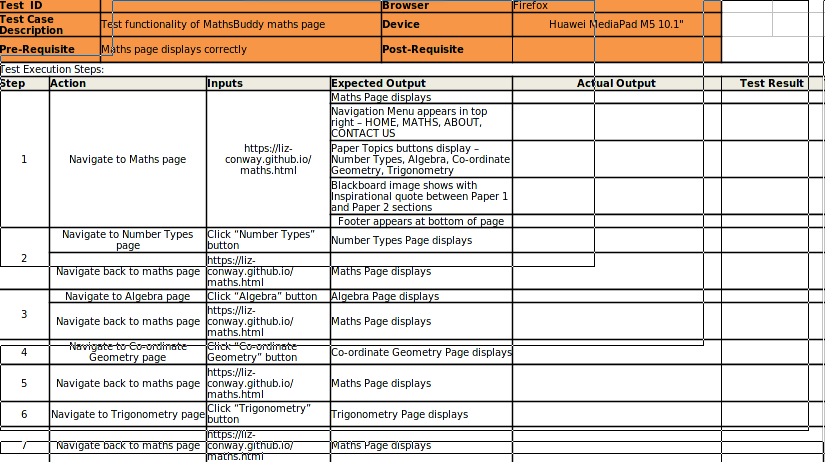 Test ID Browser Firefox
Test Case Description Test functionality of MathsBuddy maths page Device Huawei MediaPad M5 10.1"
Pre-Requisite Maths page displays correctly Post-Requisite
Test Execution Steps:
Step Action Inputs Expected Output Actual Output Test Result
1 Navigate to Maths page
https://liz-
conway.github.io/
maths.html
Maths Page displays
Navigation Menu appears in top
right – HOME, MATHS, ABOUT,
CONTACT US
Paper Topics buttons display –
Number Types, Algebra, Co-ordinate
Geometry, Trigonometry
Blackboard image shows with
Inspirational quote between Paper 1
and Paper 2 sections
Footer appears at bottom of page
2
Navigate to Number Types
page
Click “Number Types”
button
Number Types Page displays
Navigate back to maths page
https://liz-
conway.github.io/
maths.html
Maths Page displays
3
Navigate to Algebra page Click “Algebra” button Algebra Page displays
Navigate back to maths page
https://liz-
conway.github.io/
maths.html
Maths Page displays
4
Navigate to Co-ordinate
Geometry page
Click “Co-ordinate
Geometry” button
Co-ordinate Geometry Page displays
5 Navigate back to maths page
https://liz-
conway.github.io/
maths.html
Maths Page displays
6 Navigate to Trigonometry page
Click “Trigonometry”
button
Trigonometry Page displays
7 Navigate back to maths page
https://liz-
conway.github.io/
maths.html
Maths Page displays